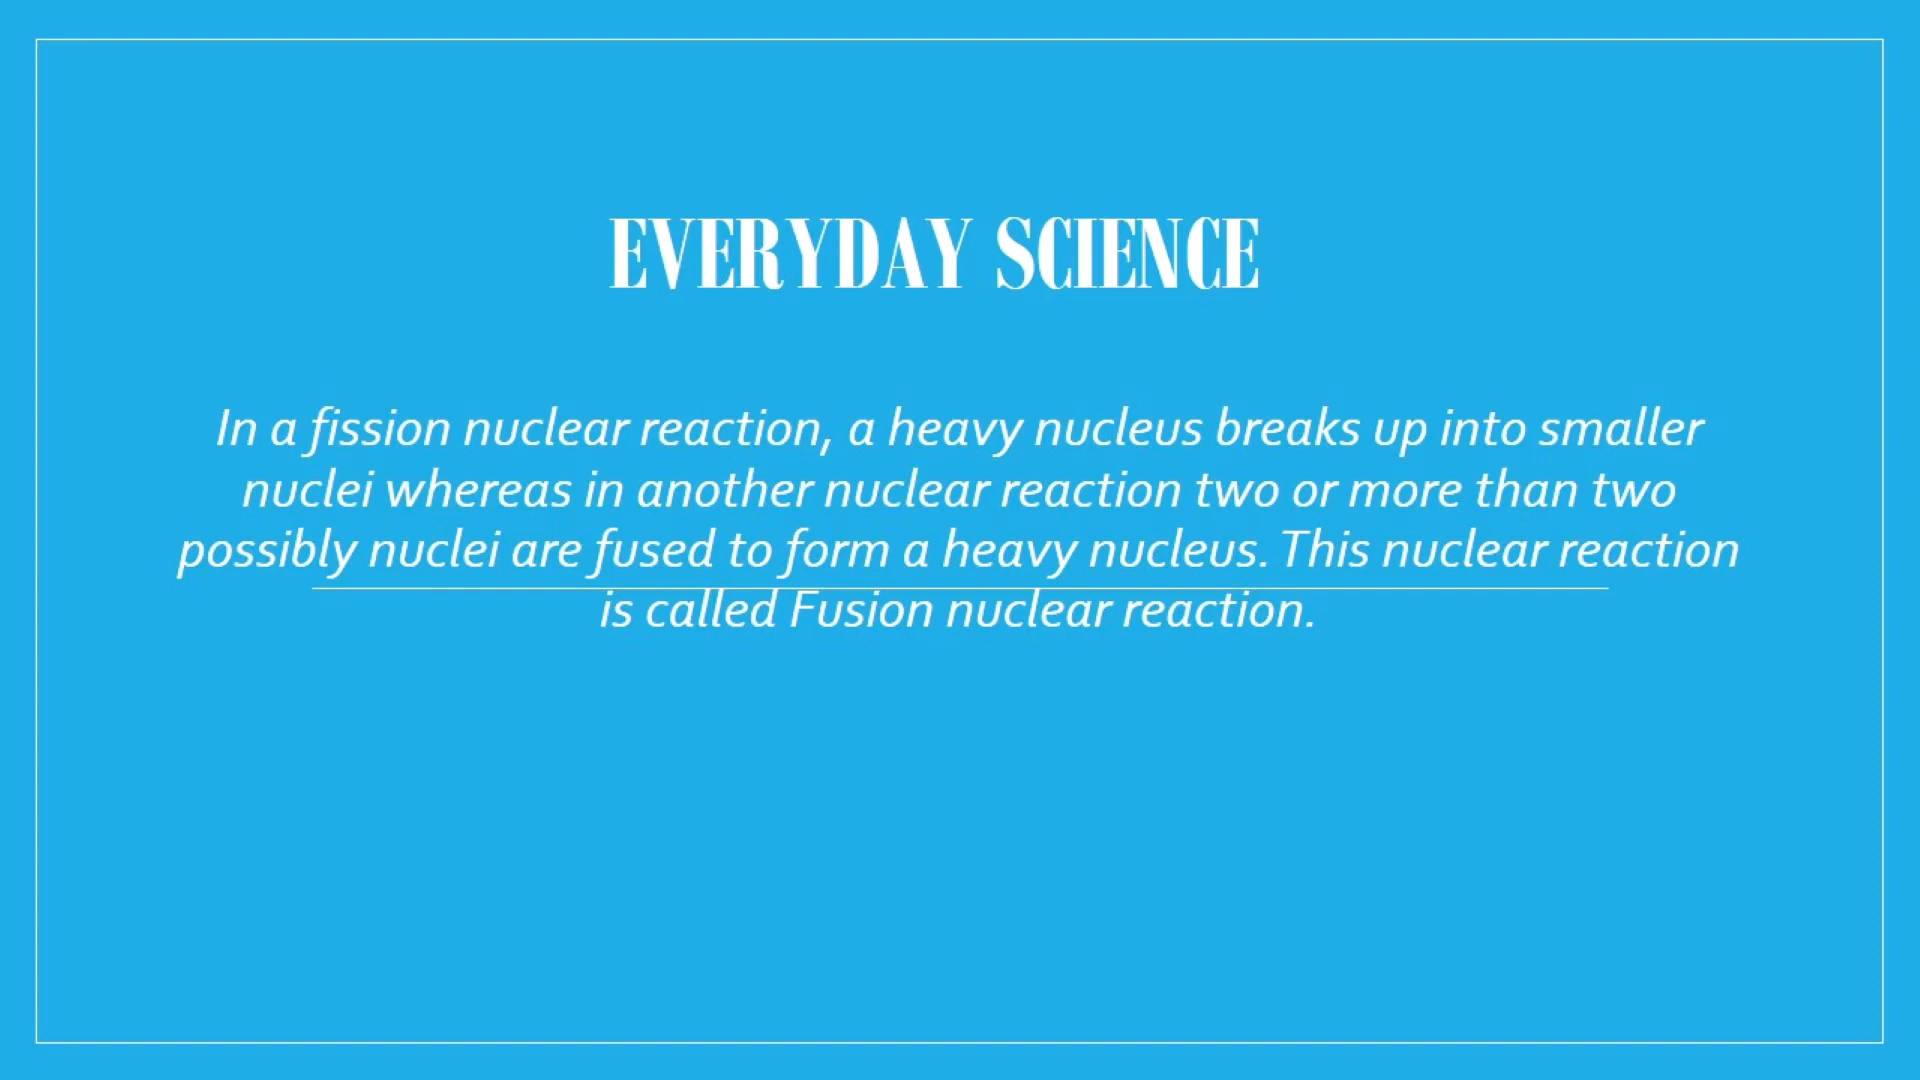 EVERYDAY SCIENCE
In a fission nuclear reaction, a heavy nucleus breaks up into smaller
nuclei whereas in another nuclear reaction two or more than two
possibly nuclei are fused to form a heavy nucleus. This nuclear reaction
is called Fusion nuclear reaction.